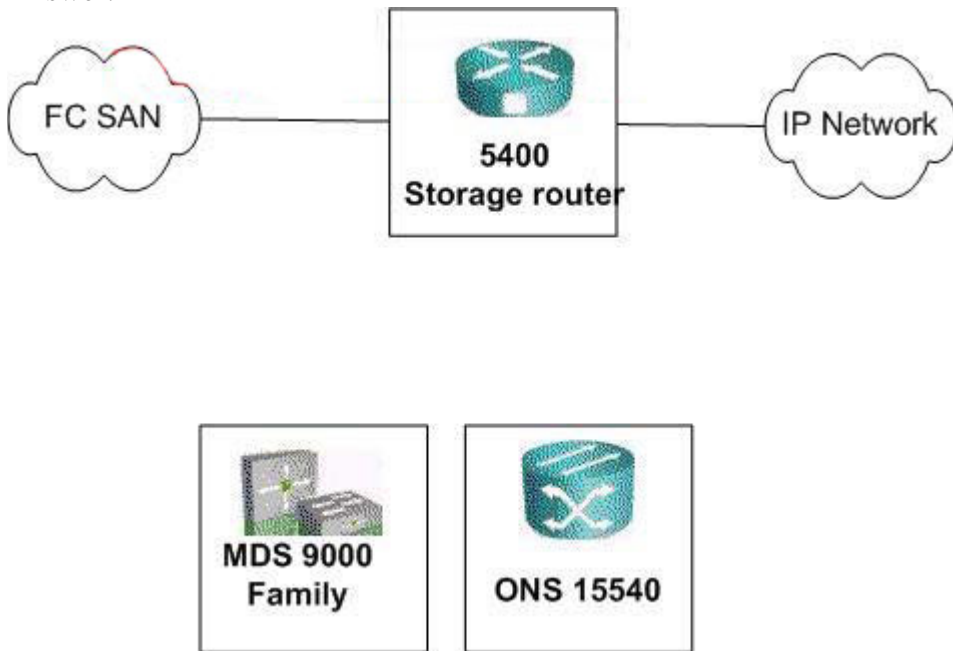 FC SAN
5400
Storage router
IP Network
MDS 9000
Family
ONS 15540